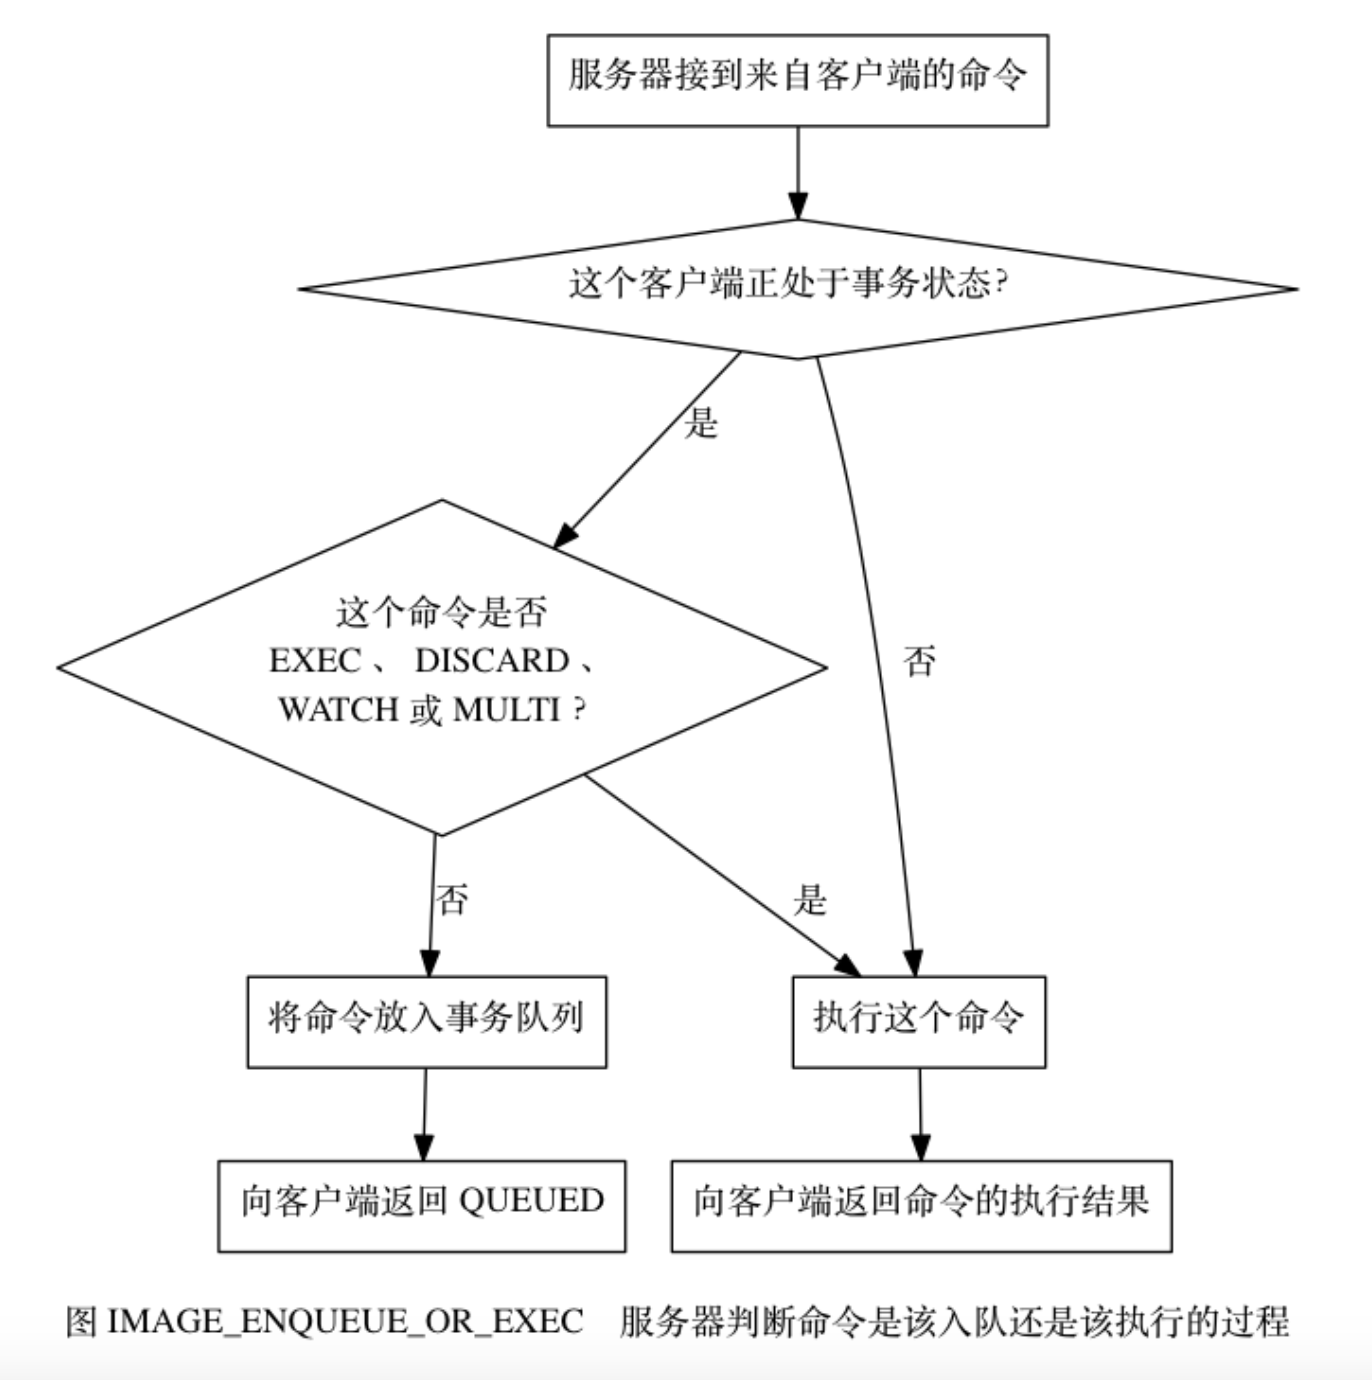 服务器接到来自客户端的命令
这个客户端正处于事务状态?
是
这个命令是否
EXEC 、 DISCARD 、
WATCH 或 MULTI ?
否
否
是
将命令放入事务队列
执行这个命令
向客户端返回 QUEUED
向客户端返回命令的执行结果
图 IMAGE_ENQUEUE_OR_EXEC 服务器判断命令是该入队还是该执行的过程